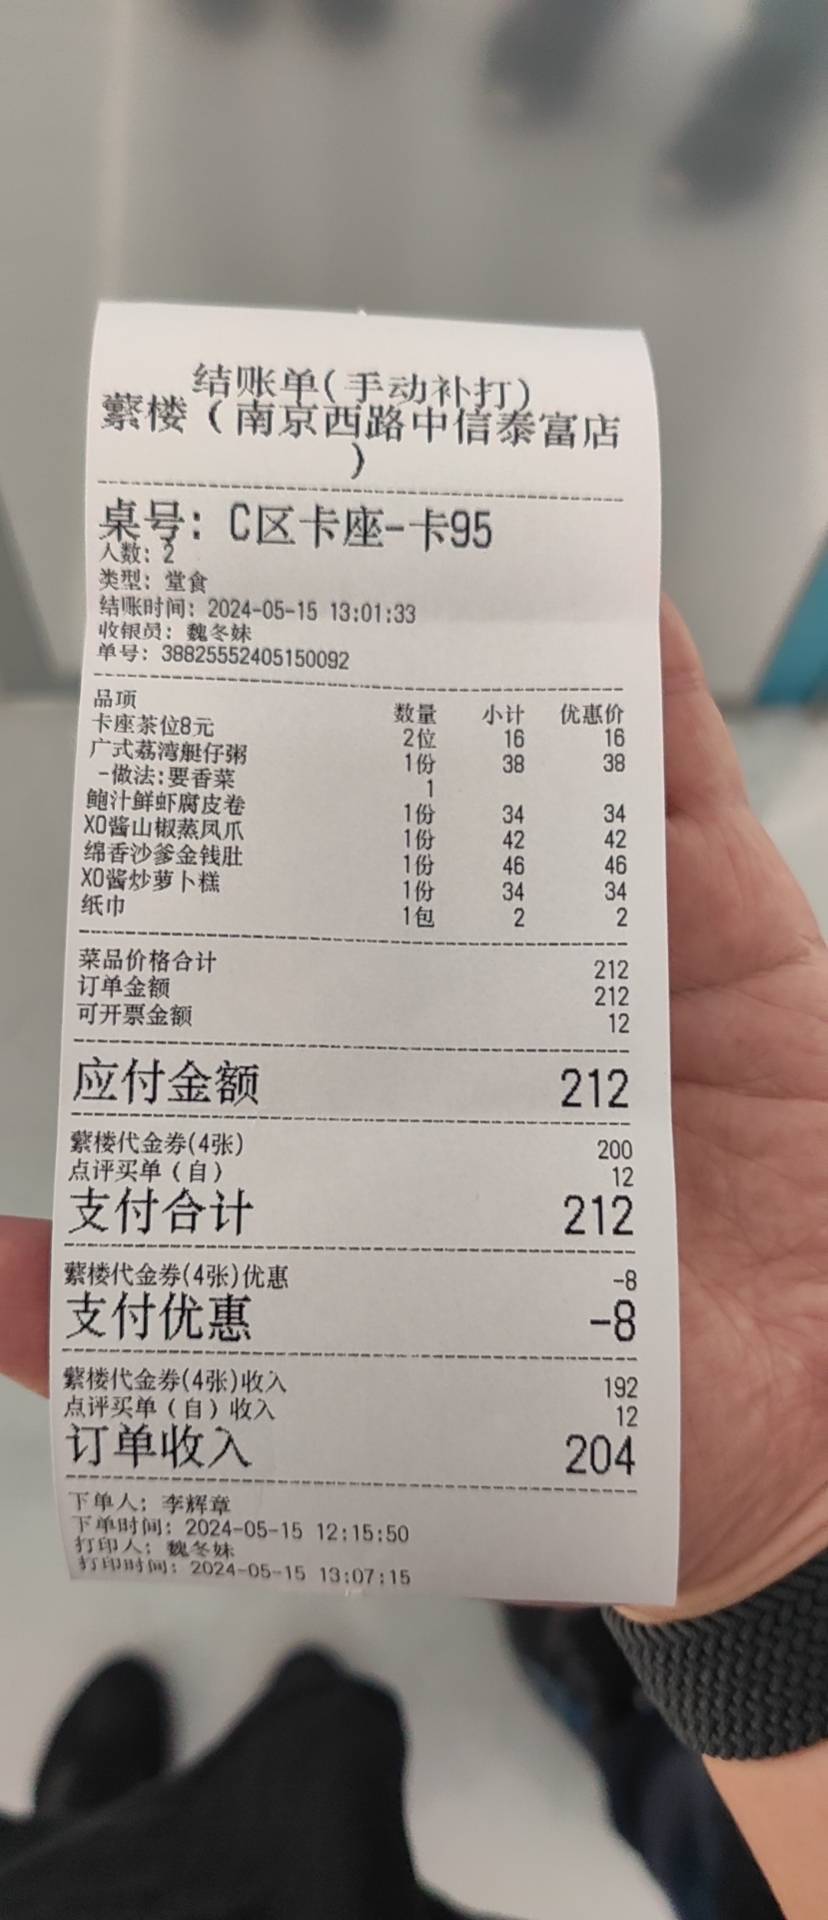 结账单(手动补打)
蘩楼（南京西路中信泰富店
）
桌号: C区卡座-卡95
人数: 2
类型: 堂食
结账时间: 2024-05-15 13:01:33
收银员: 魏冬妹
单号: 38825552405150092
品项 数量 小计 优惠价
卡座茶位8元 2位 16 16
广式荔湾艇仔粥 1份 38 38
-做法:要香菜 1
鲍汁鲜虾腐皮卷 1份 34 34
XO酱山椒蒸凤爪 1份 42 42
绵香沙爹金钱肚 1份 46 46
XO酱炒萝卜糕 1份 34 34
纸巾 1包 2 2
菜品价格合计 212
订单金额 212
可开票金额 12
应付金额 212
蘩楼代金券(4张) 200
点评买单（自） 12
支付合计 212
蘩楼代金券(4张)优惠 -8
支付优惠 -8
蘩楼代金券(4张)收入 192
点评买单（自）收入 12
订单收入 204
下单人: 李辉章
下单时间: 2024-05-15 12:15:50
打印人: 魏冬妹
打印时间: 2024-05-15 13:07:15